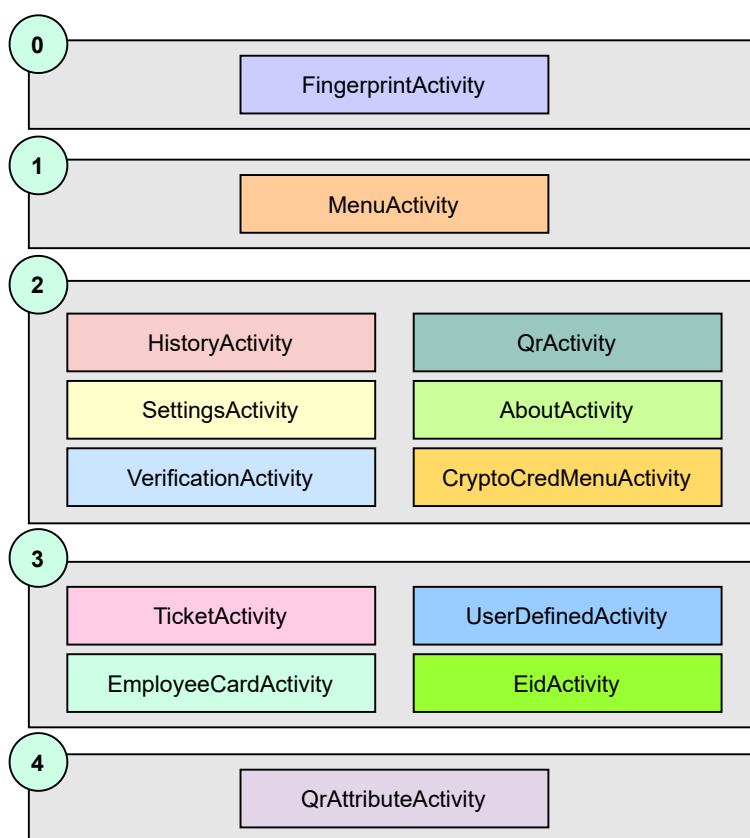 0
FingerprintActivity
1
MenuActivity
2
HistoryActivity QrActivity
SettingsActivity AboutActivity
VerificationActivity CryptoCredMenuActivity
3
TicketActivity UserDefinedActivity
EmployeeCardActivity EidActivity
4
QrAttributeActivity